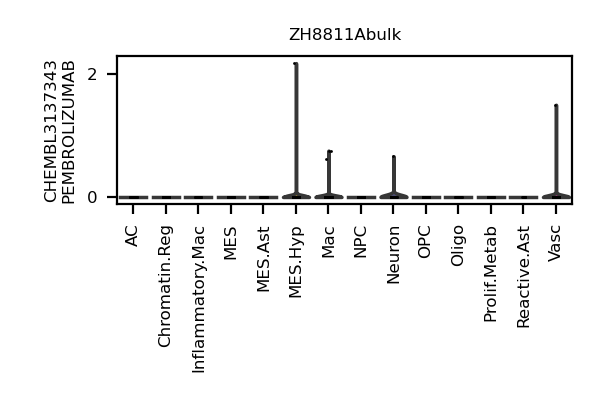 ZH8811Abulk
CHEMBL3137343
PEMBROLIZUMAB
2
0
AC
Chromatin.Reg
Inflammatory.Mac
MES
MES.Ast
MES.Hyp
Mac
NPC
Neuron
OPC
Oligo
Prolif.Metab
Reactive.Ast
Vasc